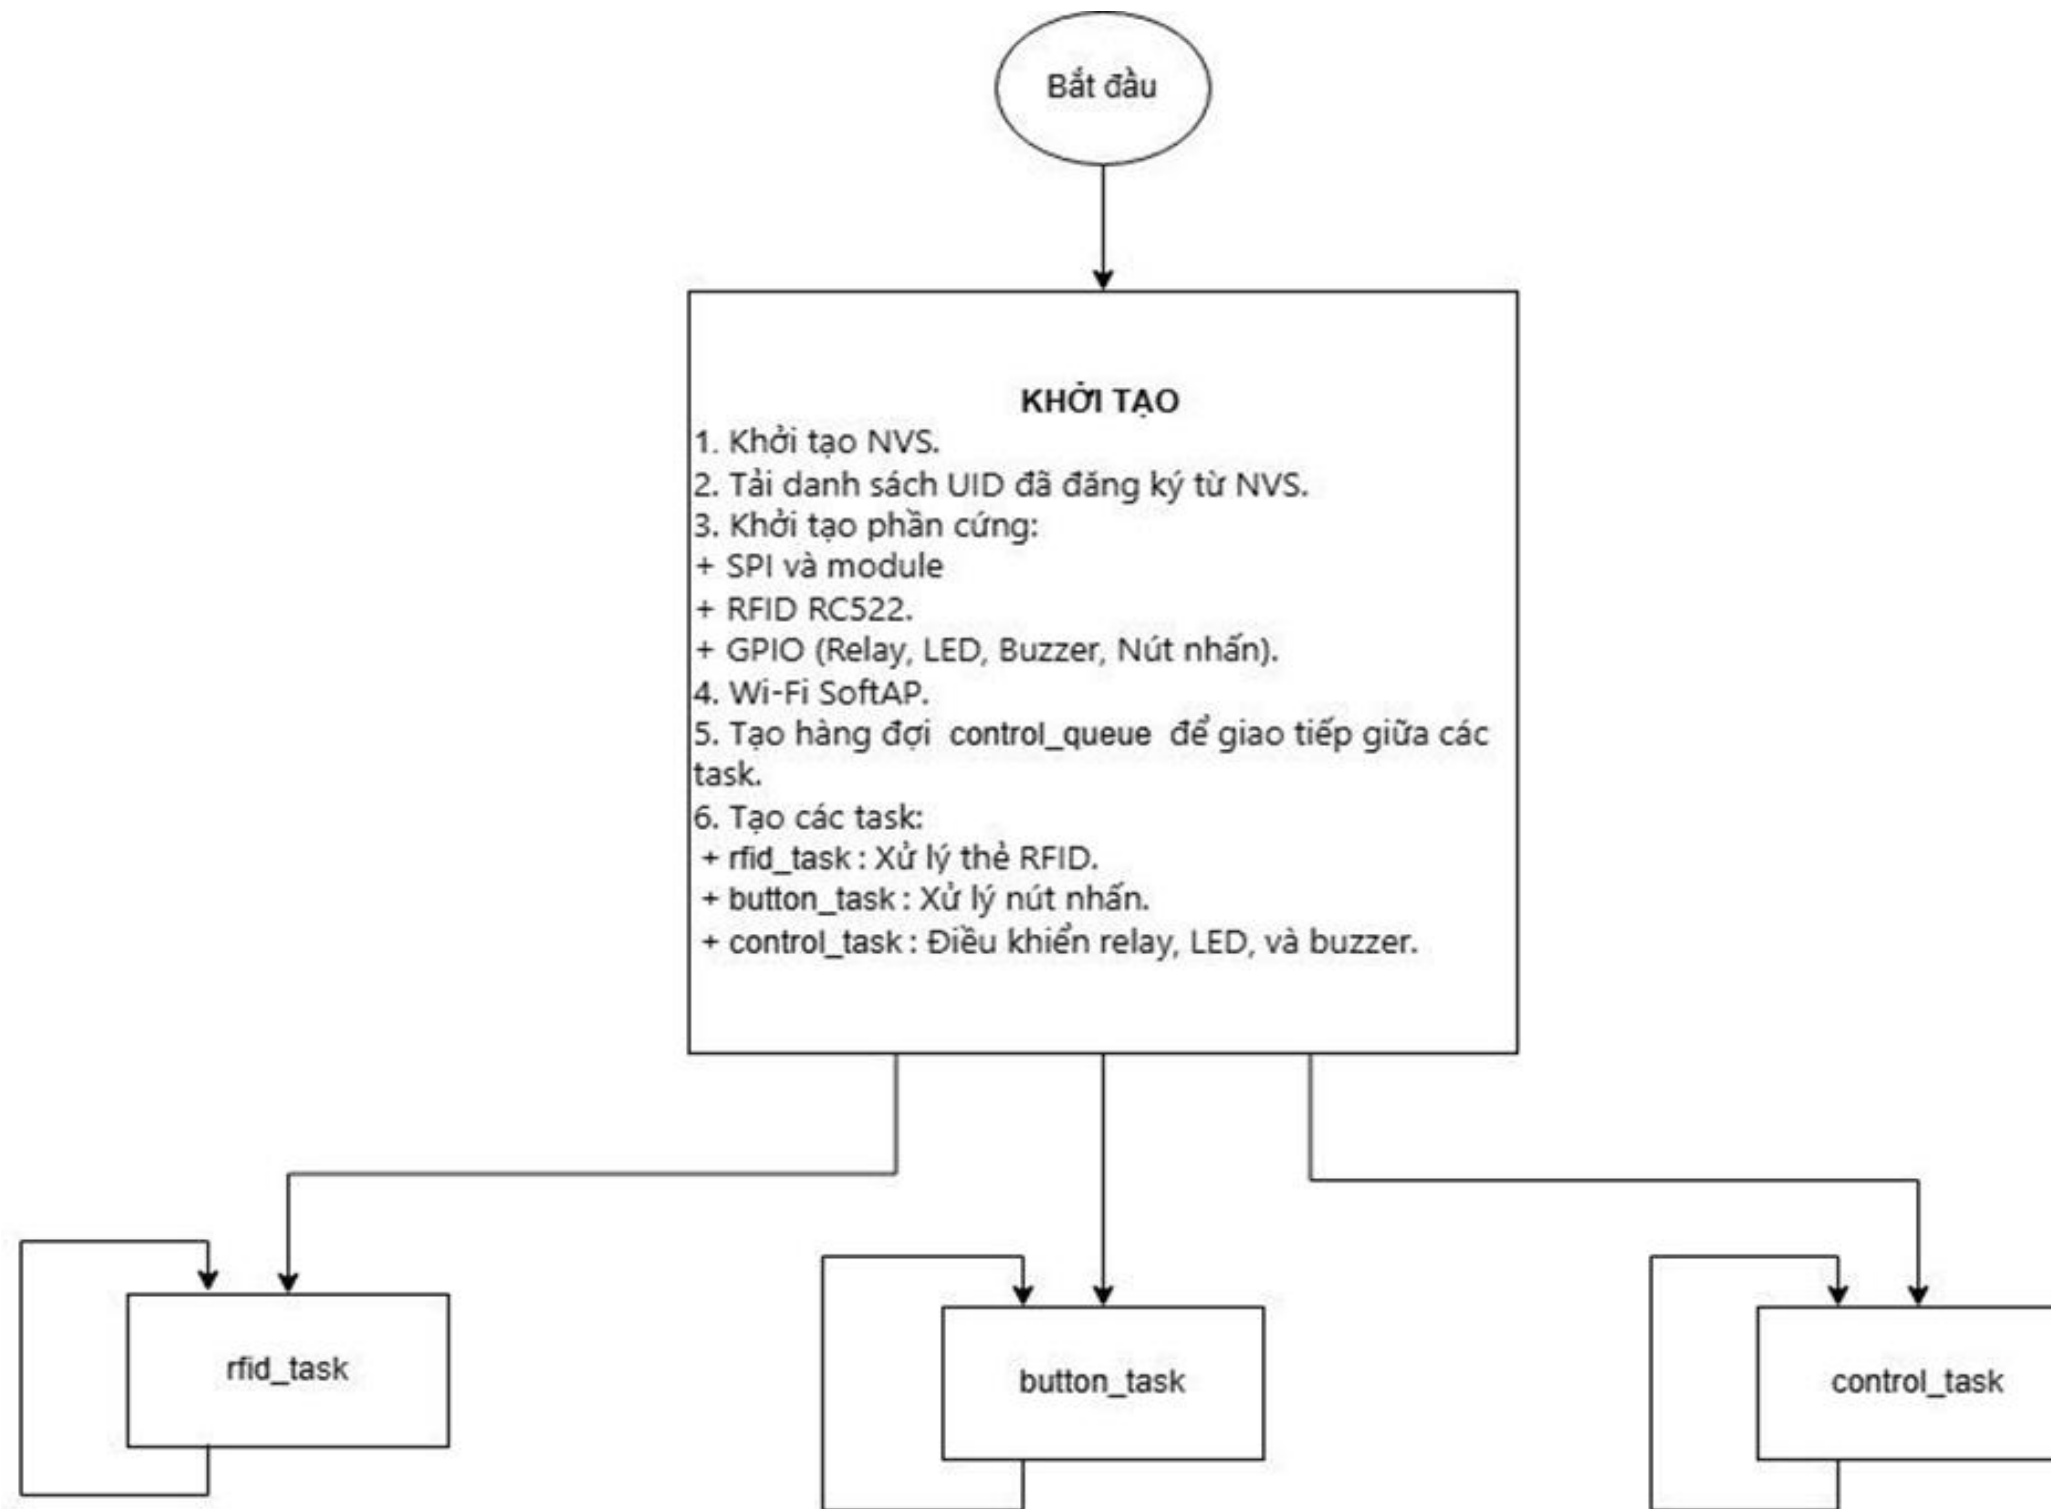 Bắt đầu
KHỞI TẠO
1. Khởi tạo NVS.
2. Tải danh sách UID đã đăng ký từ NVS.
3. Khởi tạo phần cứng:
+ SPI và module
+ RFID RC522.
+ GPIO (Relay, LED, Buzzer, Nút nhấn).
4. Wi-Fi SoftAP.
5. Tạo hàng đợi control_queue để giao tiếp giữa các
task.
6. Tạo các task:
+ rfid_task : Xử lý thẻ RFID.
+ button_task : Xử lý nút nhấn.
+ control_task : Điều khiển relay, LED, và buzzer.
rfid_task
button_task
control_task